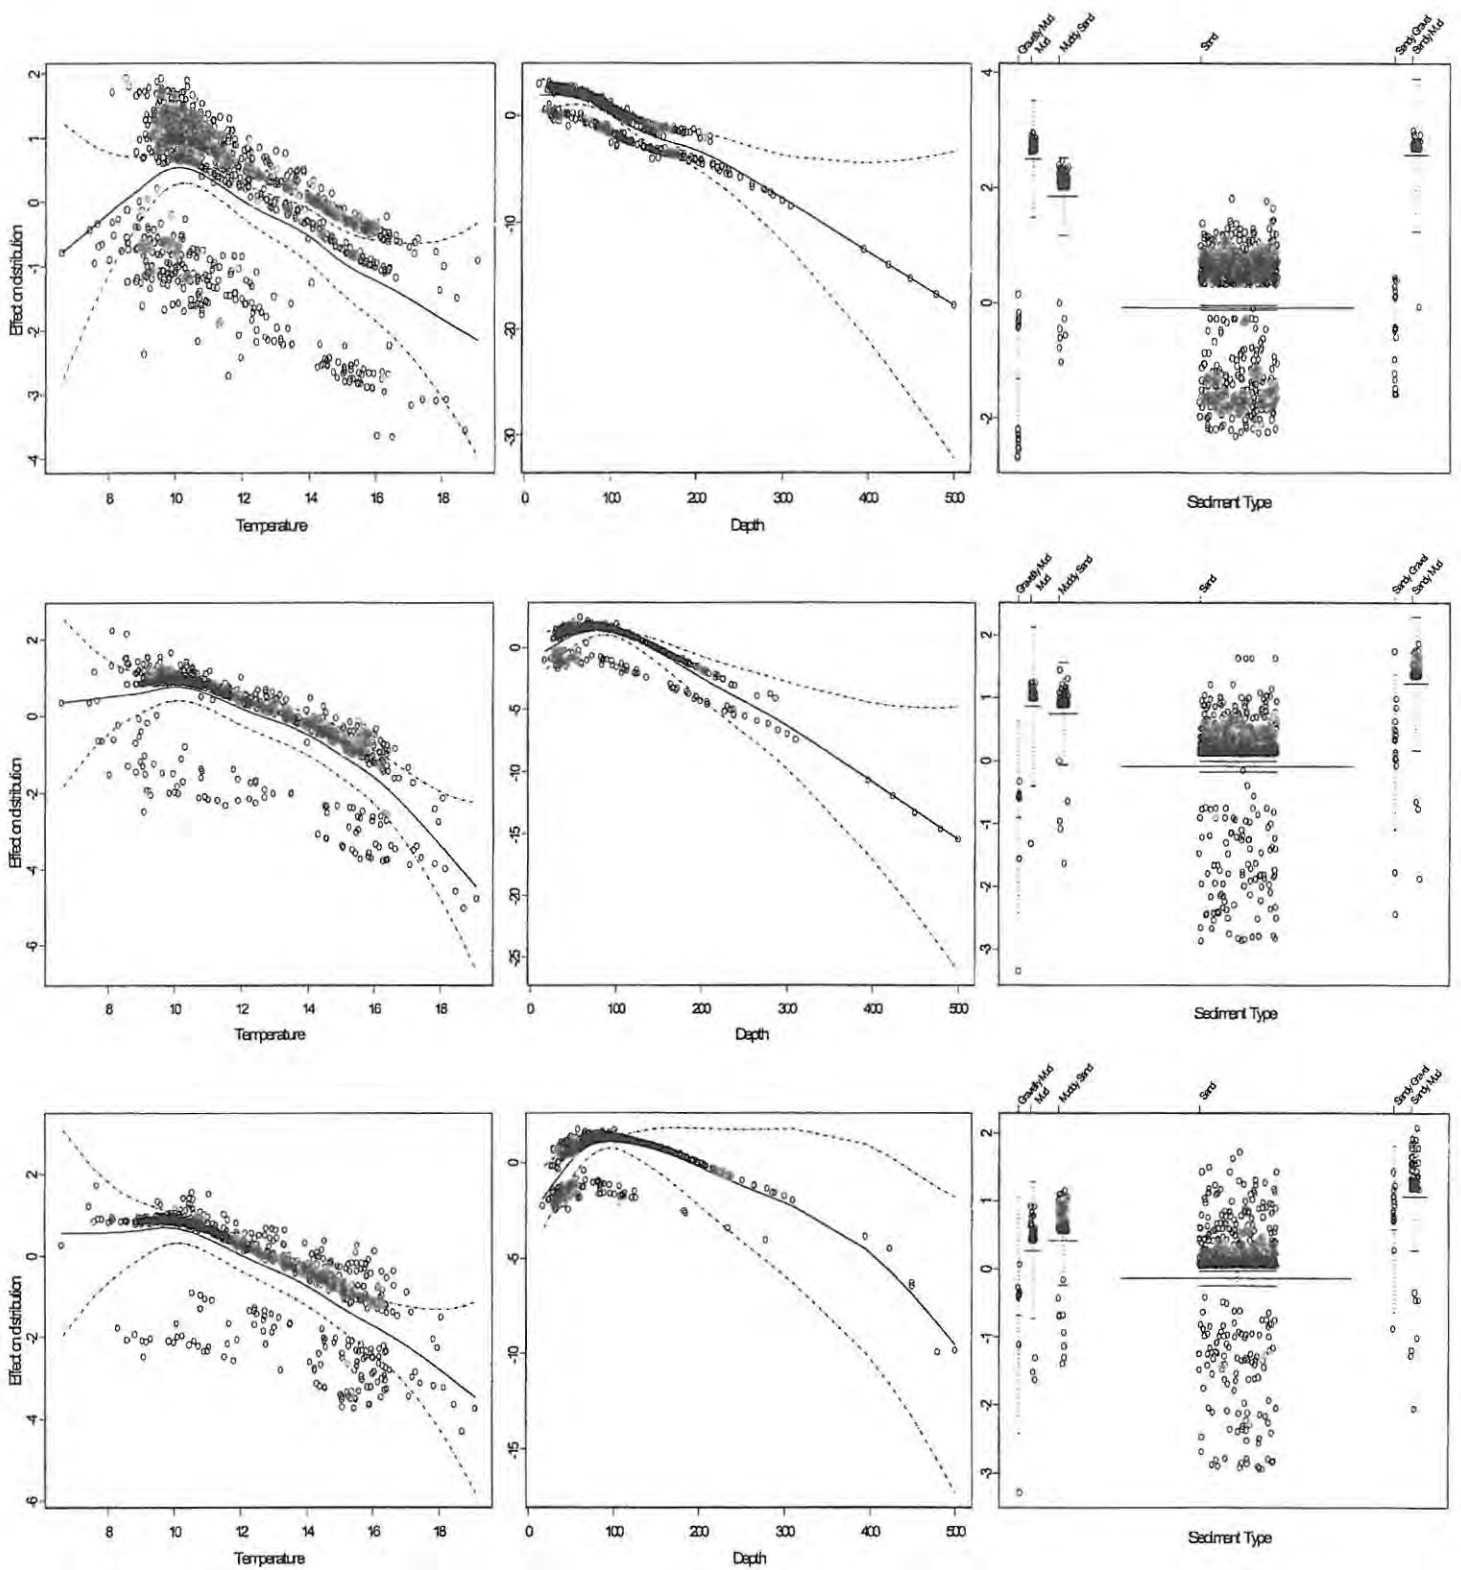 Gravelly Mud
Mud
Muddy Sand
Sand
Sandy Gravel
Sandy Mud
Effect on distribution
2
1
0
-1
-2
-3
-4
8 10 12 14 16 18
Temperature
0
-10
-20
-30
0 100 200 300 400 500
Depth
4
2
0
-2
Sediment Type
Gravelly Mud
Mud
Muddy Sand
Sand
Sandy Gravel
Sandy Mud
Effect on distribution
2
0
-2
-4
-6
8 10 12 14 16 18
Temperature
0
-5
-10
-15
-20
-25
0 100 200 300 400 500
Depth
2
1
0
-1
-2
-3
Sediment Type
Gravelly Mud
Mud
Muddy Sand
Sand
Sandy Gravel
Sandy Mud
Effect on distribution
2
0
-2
-4
-6
8 10 12 14 16 18
Temperature
0
-5
-10
-15
0 100 200 300 400 500
Depth
2
1
0
-1
-2
-3
Sediment Type